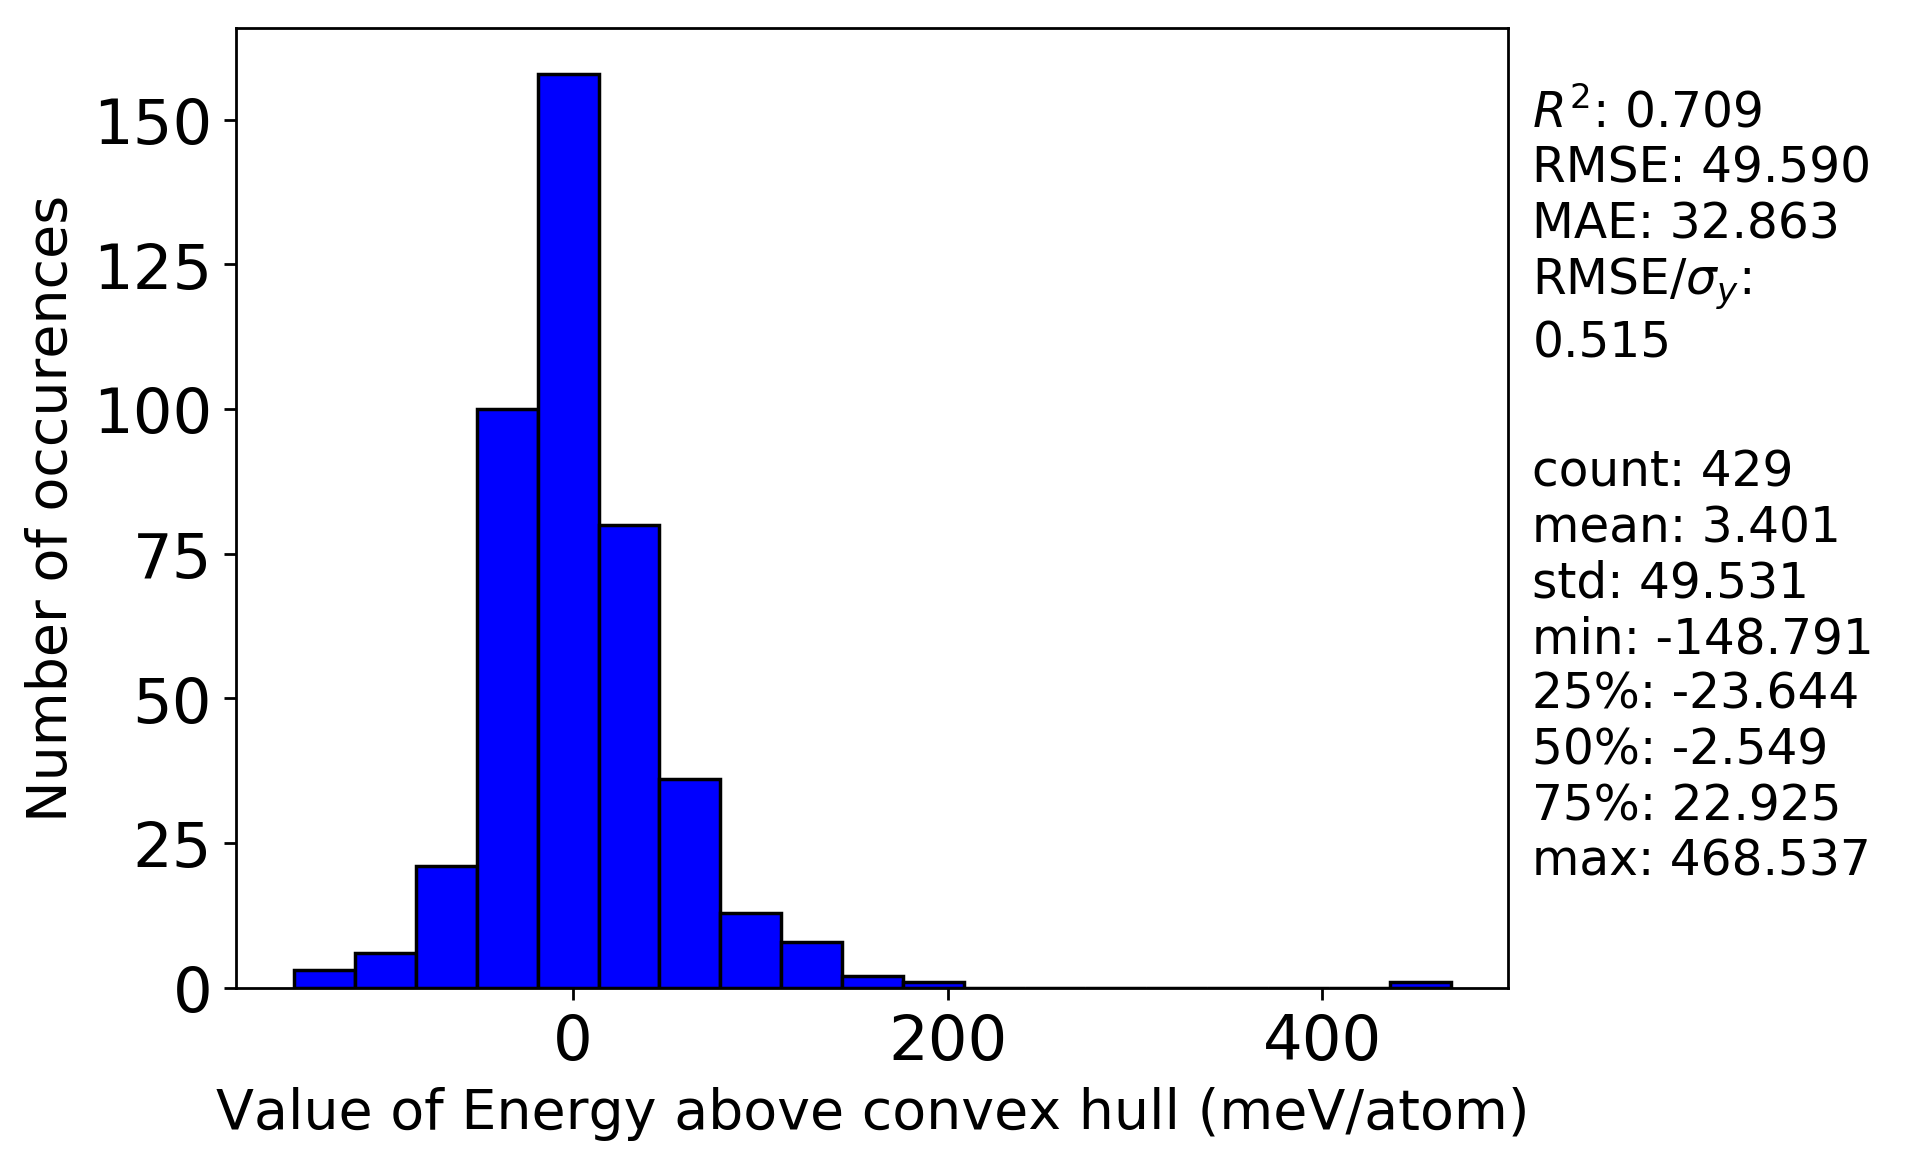 150
125
100
75
50
25
0
Number of occurences
0 200 400
Value of Energy above convex hull (meV/atom)
R²: 0.709
RMSE: 49.590
MAE: 32.863
RMSE/σ_y:
0.515
count: 429
mean: 3.401
std: 49.531
min: -148.791
25%: -23.644
50%: -2.549
75%: 22.925
max: 468.537